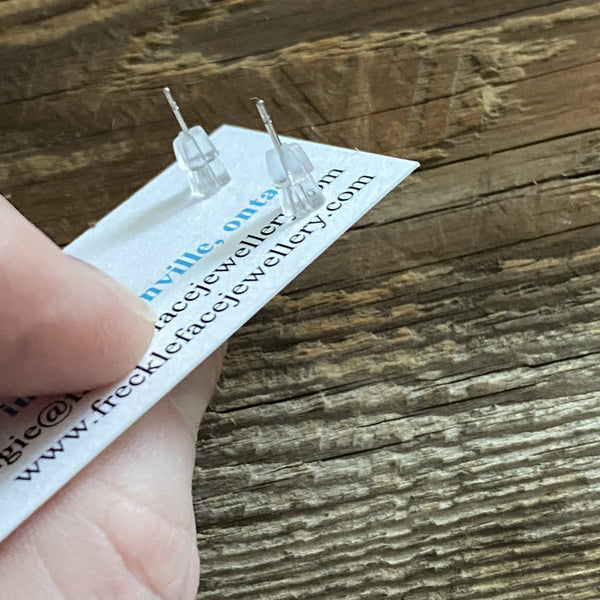 nville, onta
gie@ facejewellery.com
www.frecklefacejewellery.com